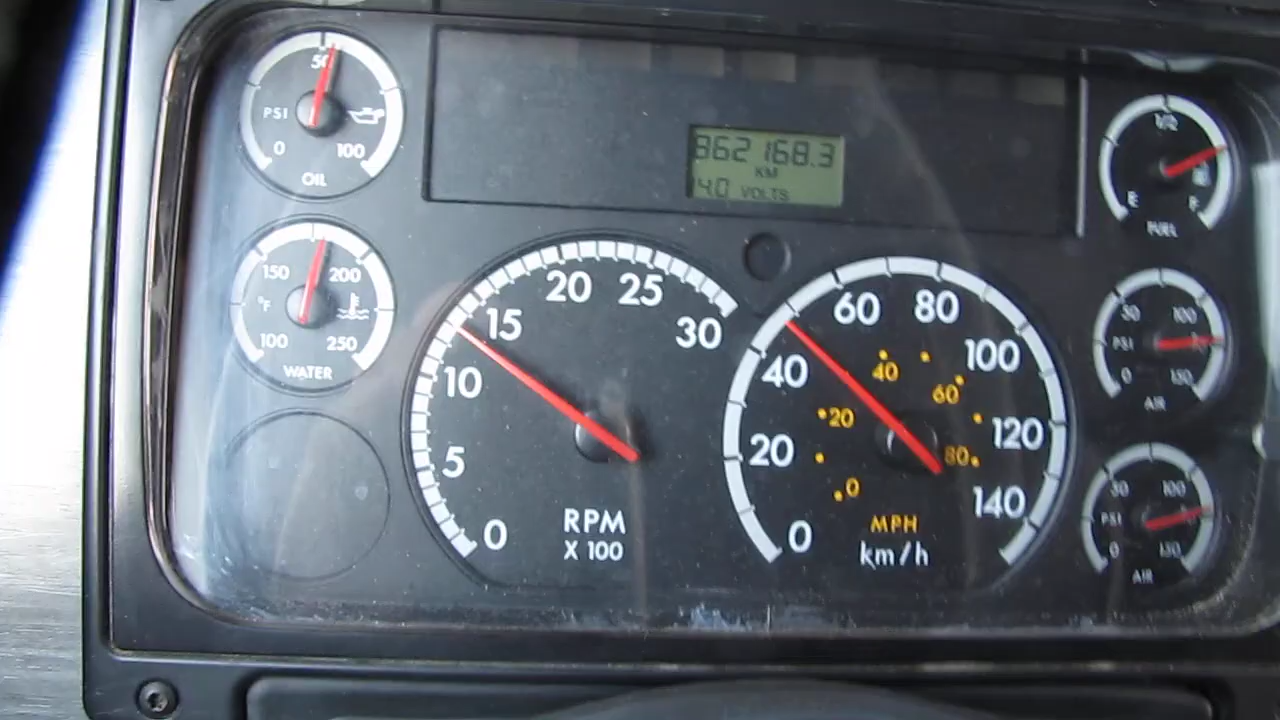 50
PSI
0 100
OIL
150 200
°F
100 250
WATER
862168.3
KM
14.0 VOLTS
20 25
15 30
10
5
0
RPM
X 100
60 80
40 100
20 120
0 140
40
60
20
80
0
MPH
km/h
1/2
E F
FUEL
50 100
PSI
0 150
AIR
50 100
PSI
0 150
AIR